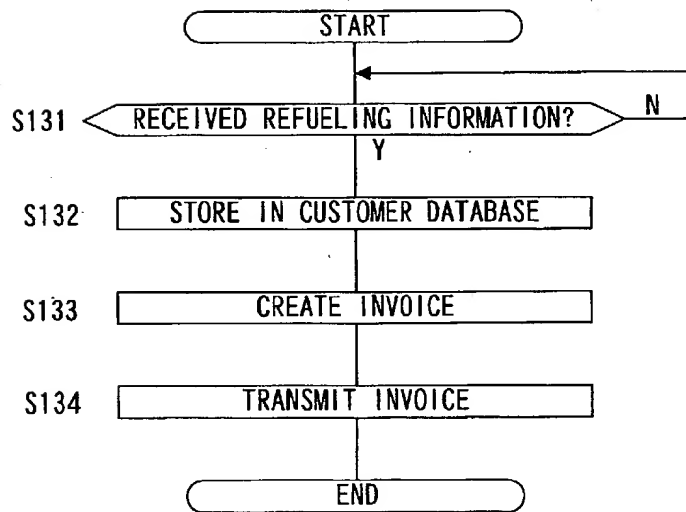 START
S131 RECEIVED REFUELING INFORMATION? N
Y
S132 STORE IN CUSTOMER DATABASE
S133 CREATE INVOICE
S134 TRANSMIT INVOICE
END